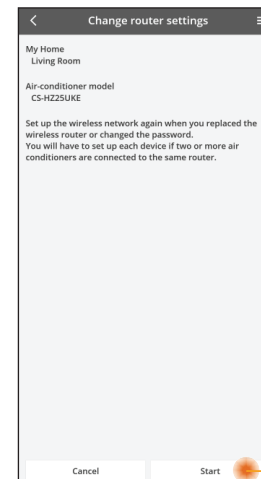 Change router settings
My Home
Living Room
Air-conditioner model
CS-HZ25UKE
Set up the wireless network again when you replaced the
wireless router or changed the password.
You will have to set up each device if two or more air
conditioners are connected to the same router.
Cancel Start